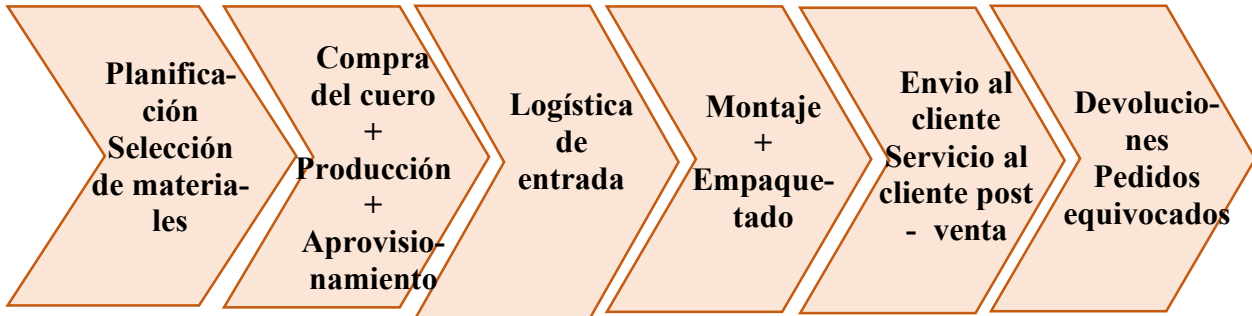 Planifica-
ción
Selección
de materia-
les
Compra
del cuero
+
Producción
+
Aprovisio-
namiento
Logística
de
entrada
Montaje
+
Empaque-
tado
Envio al
cliente
Servicio al
cliente post
- venta
Devolucio-
nes
Pedidos
equivocados